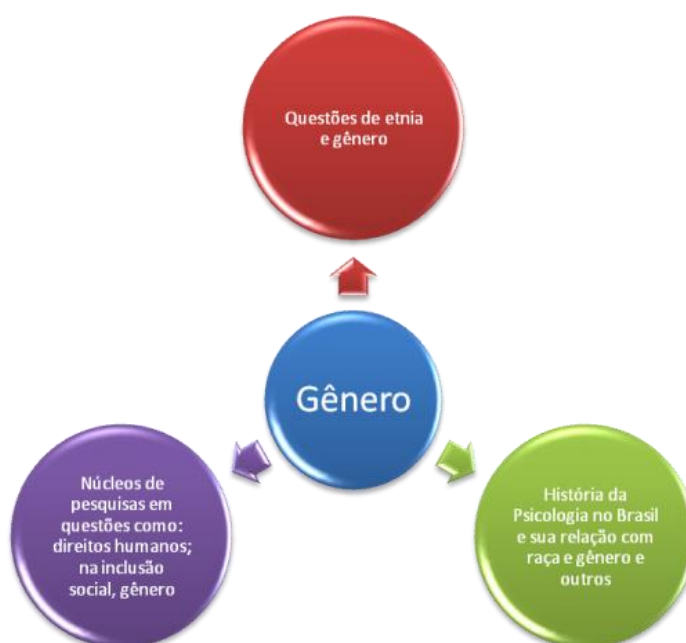 Questões de etnia
e gênero
Gênero
Núcleos de
pesquisas em
questões como:
direitos humanos;
na inclusão
social, gênero
História da
Psicologia no Brasil
e sua relação com
raça e gênero e
outros